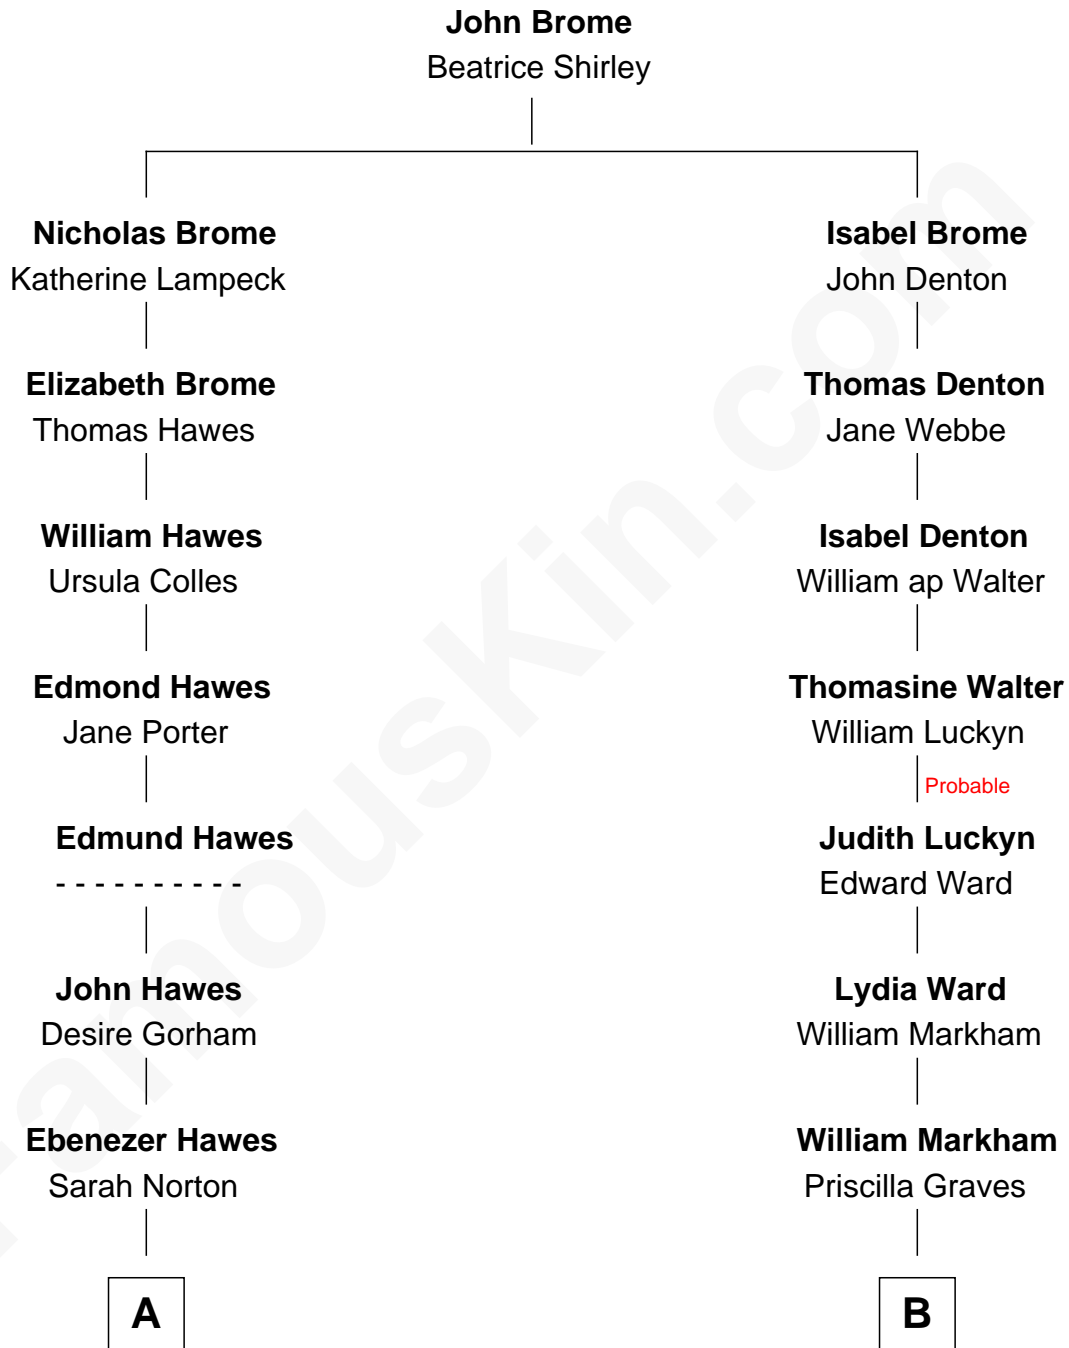 John Brome
Beatrice Shirley
Nicholas Brome
Katherine Lampeck
Isabel Brome
John Denton
Elizabeth Brome
Thomas Hawes
Thomas Denton
Jane Webbe
William Hawes
Ursula Colles
Isabel Denton
William ap Walter
Edmond Hawes
Jane Porter
Thomasine Walter
William Luckyn
Probable
Edmund Hawes
- - - - - - - - - -
Judith Luckyn
Edward Ward
John Hawes
Desire Gorham
Lydia Ward
William Markham
Ebenezer Hawes
Sarah Norton
William Markham
Priscilla Graves
A
B
FamousKin.com